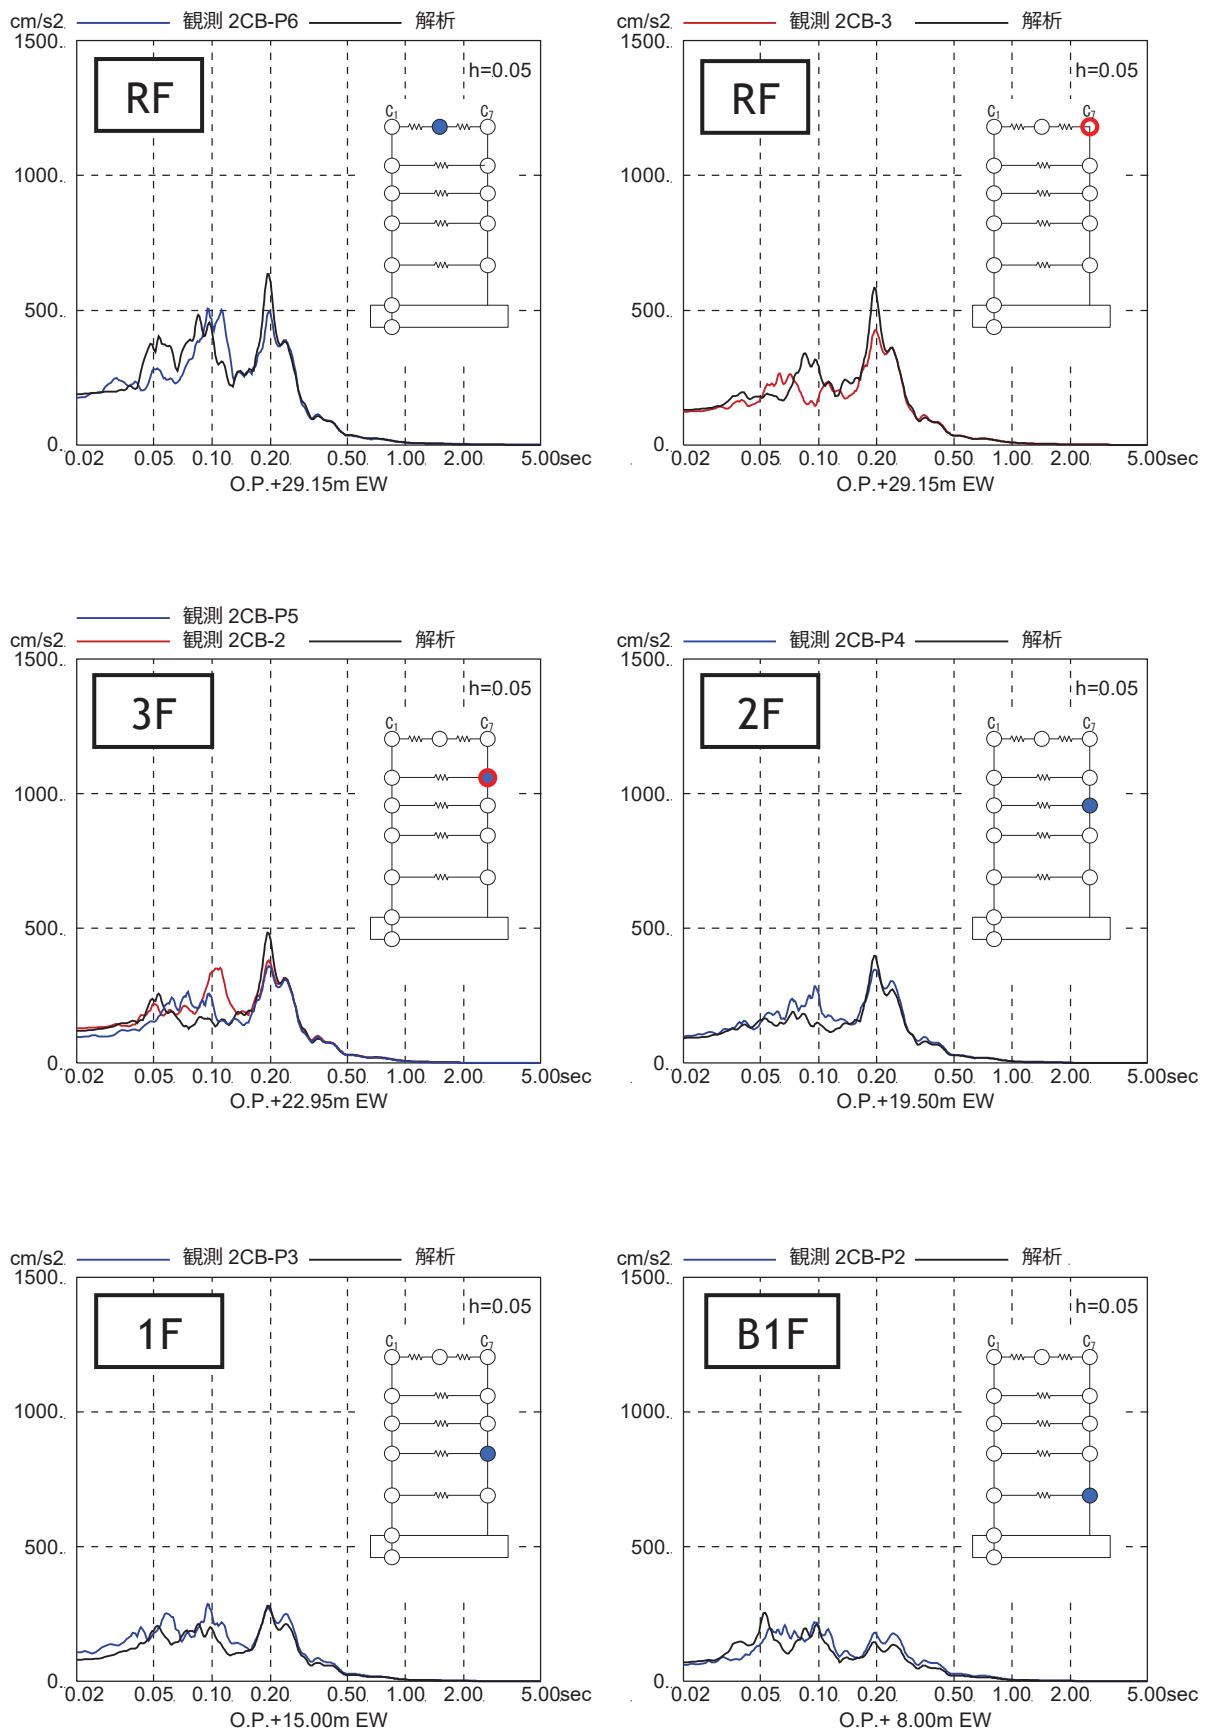 cm/s2 観測 2CB-P6 解析
1500.
RF
h=0.05
C1 C7
1000.
500.
0.
0.02 0.05 0.10 0.20 0.50 1.00 2.00 5.00sec
O.P.+29.15m EW
cm/s2 観測 2CB-3 解析
1500.
RF
h=0.05
C1 C7
1000.
500.
0.
0.02 0.05 0.10 0.20 0.50 1.00 2.00 5.00sec
O.P.+29.15m EW
観測 2CB-P5
cm/s2 観測 2CB-2 解析
1500.
3F
h=0.05
C1 C7
1000.
500.
0.
0.02 0.05 0.10 0.20 0.50 1.00 2.00 5.00sec
O.P.+22.95m EW
cm/s2 観測 2CB-P4 解析
1500.
2F
h=0.05
C1 C7
1000.
500.
0.
0.02 0.05 0.10 0.20 0.50 1.00 2.00 5.00sec
O.P.+19.50m EW
cm/s2 観測 2CB-P3 解析
1500.
1F
h=0.05
C1 C7
1000.
500.
0.
0.02 0.05 0.10 0.20 0.50 1.00 2.00 5.00sec
O.P.+15.00m EW
cm/s2 観測 2CB-P2 解析
1500.
B1F
h=0.05
C1 C7
1000.
500.
0.
0.02 0.05 0.10 0.20 0.50 1.00 2.00 5.00sec
O.P.+ 8.00m EW